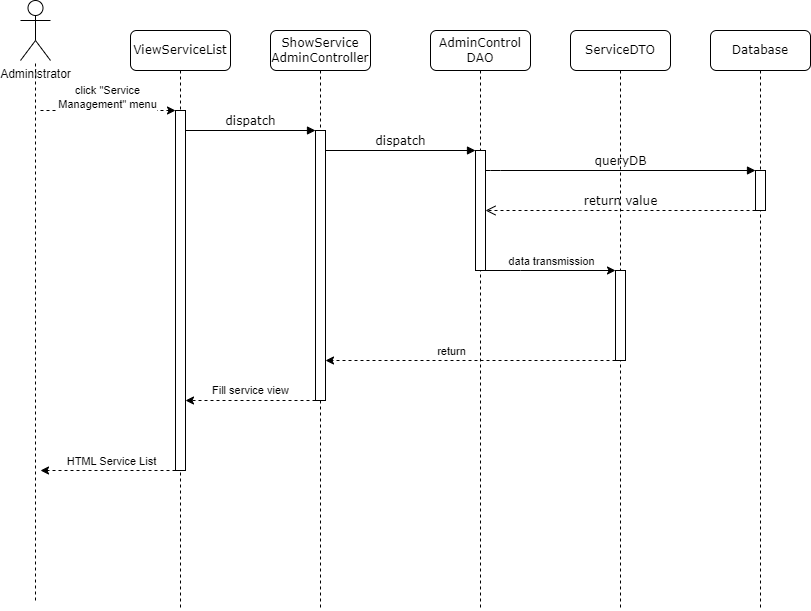 ViewServiceList
ShowService
AdminController
AdminControl
DAO
ServiceDTO
Database
Administrator
click "Service
Management" menu
dispatch
dispatch
queryDB
return value
data transmission
return
Fill service view
HTML Service List